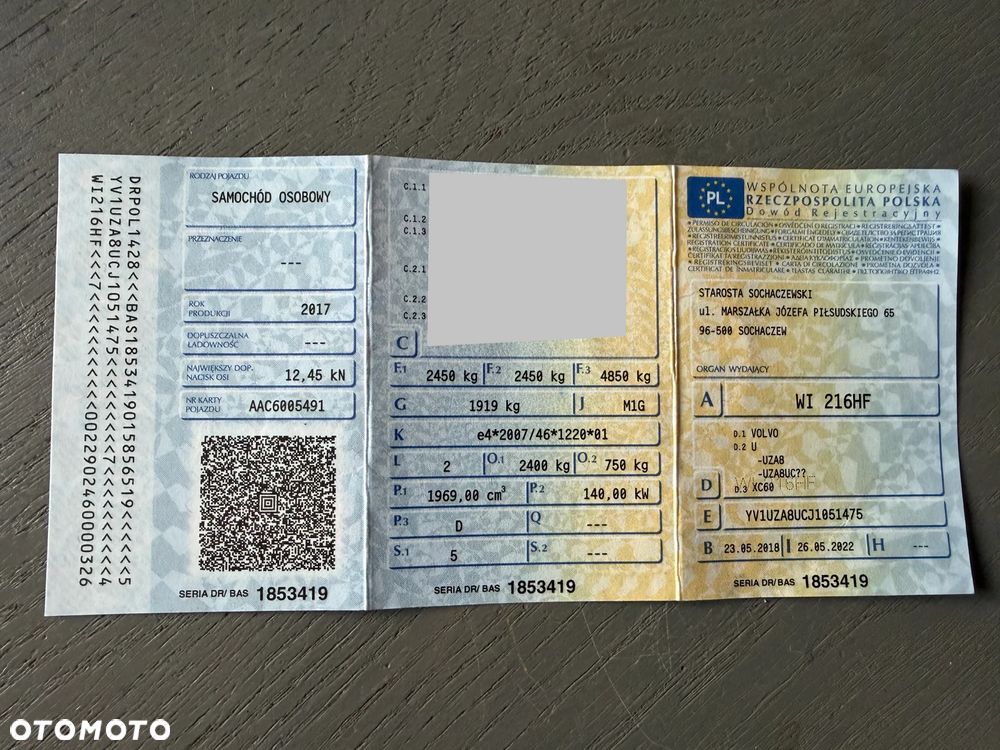 DRPOL1428<<BAS1853419015856519<<<<<5
YV1UZA8U6CJ1051475<<<<<<<7<<<<<<<<4
WI216HF<<7<<<<<<<<<<<<<0022902460000326
RODZAJ POJAZDU
SAMOCHÓD OSOBOWY
PRZEZNACZENIE
---
ROK
PRODUKCJI
2017
DOPUSZCZALNA
ŁADOWNOŚĆ
---
NAJWIĘKSZY DOP.
NACISK OSI
12,45 kN
NR KARTY
POJAZDU
AAC6005491
SERIA DR/ BAS 1853419
C.1.1
C.1.2
C.1.3
C.2.1
C.2.2
C.2.3
C
F.1 2450 kg F.2 2450 kg F.3 4850 kg
G 1919 kg J M1G
K e4*2007/46*1220*01
L 2 O.1 2400 kg O.2 750 kg
P.1 1969,00 cm³ P.2 140,00 kW
P.3 D Q ---
S.1 5 S.2 ---
SERIA DR/ BAS 1853419
PL
WSPÓLNOTA EUROPEJSKA
RZECZPOSPOLITA POLSKA
Dowód Rejestracyjny
STAROSTA SOCHACZEWSKI
ul. MARSZAŁKA JÓZEFA PIŁSUDSKIEGO 65
96-500 SOCHACZEW
ORGAN WYDAJĄCY
A WI 216HF
D.1 VOLVO
D.2 U
-UZA8
-UZA8UC??
D D.3 XC60
E YV1UZA8UCJ1051475
B 23.05.2018 I 26.05.2022 H ---
SERIA DR/ BAS 1853419
OTOMOTO